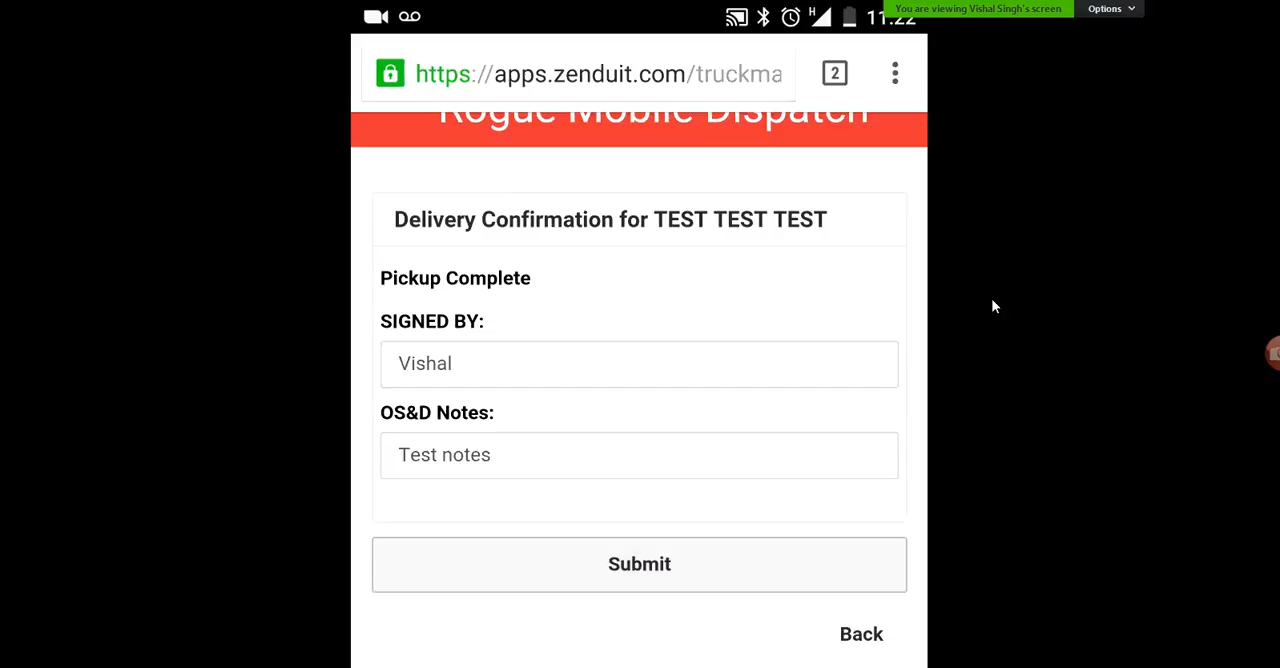 H 11:22
You are viewing Vishal Singh's screen
Options
https://apps.zenduit.com/truckma
2
Rogue Mobile Dispatch
Delivery Confirmation for TEST TEST TEST
Pickup Complete
SIGNED BY:
Vishal
OS&D Notes:
Test notes
Submit
Back